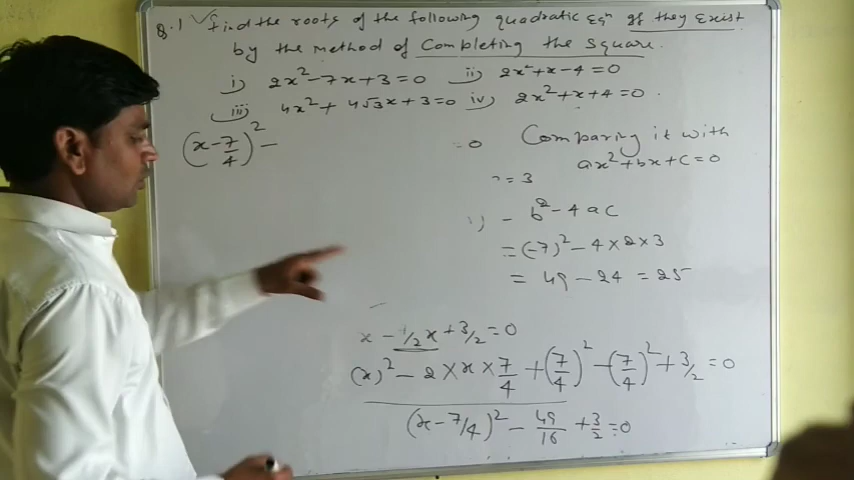 Q.1 ✓ Find the roots of the following quadratic Eqⁿ if they Exist
by the method of Completing the Square.
i) 2x² - 7x + 3 = 0 ii) 2x² + x - 4 = 0
iii) 4x² + 4√3x + 3 = 0 iv) 2x² + x + 4 = 0.
(x - 7/4)² -
= 0 Comparing it with
ax² + bx + C = 0
= 3
- b² - 4ac
= (-7)² - 4 × 2 × 3
= 49 - 24 = 25
x - 7/2x + 3/2 = 0
(x)² - 2 × x × 7/4 + (7/4)² - (7/4)² + 3/2 = 0
(x - 7/4)² - 49/16 + 3/2 = 0